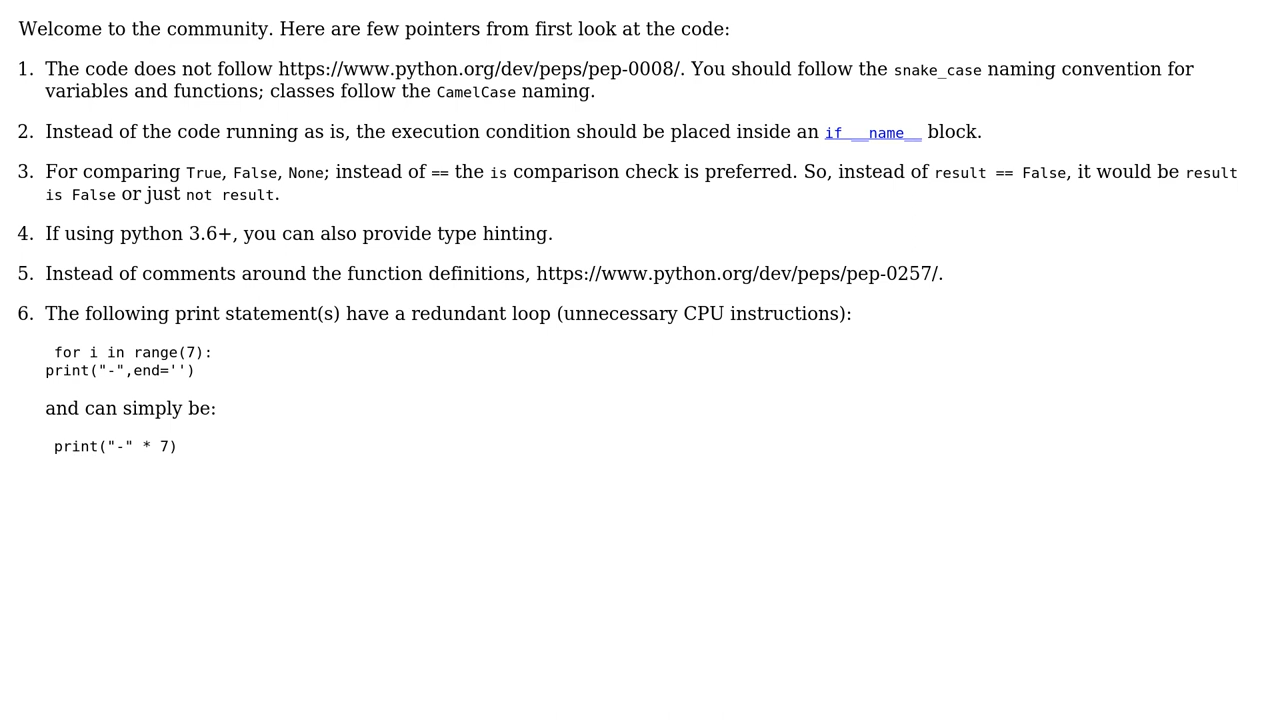 Welcome to the community. Here are few pointers from first look at the code:
1. The code does not follow https://www.python.org/dev/peps/pep-0008/. You should follow the snake_case naming convention for
variables and functions; classes follow the CamelCase naming.
2. Instead of the code running as is, the execution condition should be placed inside an if __name__ block.
3. For comparing True, False, None; instead of == the is comparison check is preferred. So, instead of result == False, it would be result
is False or just not result.
4. If using python 3.6+, you can also provide type hinting.
5. Instead of comments around the function definitions, https://www.python.org/dev/peps/pep-0257/.
6. The following print statement(s) have a redundant loop (unnecessary CPU instructions):
for i in range(7):
print("-",end='')
and can simply be:
print("-" * 7)